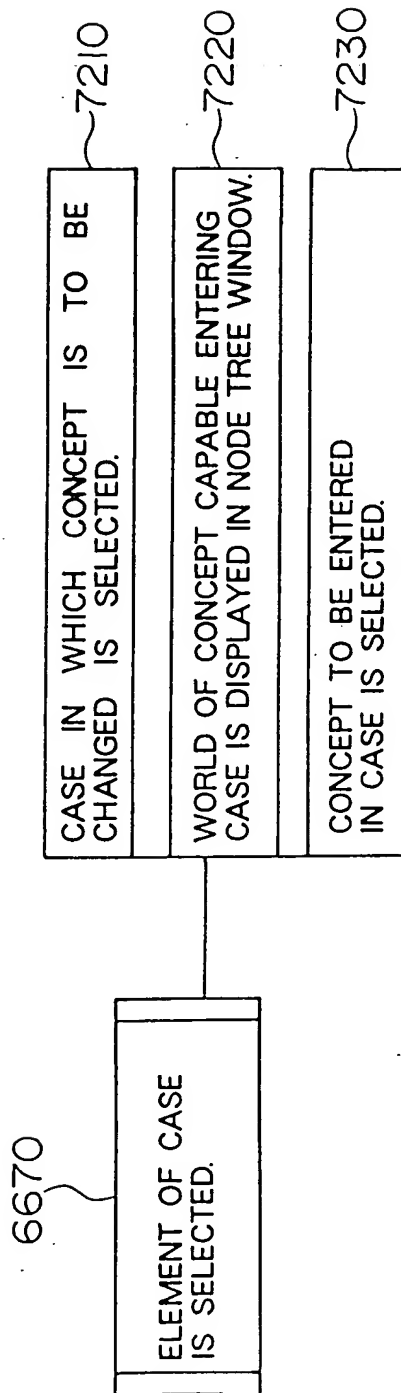 6670
ELEMENT OF CASE
IS SELECTED.
CASE IN WHICH CONCEPT IS TO BE
CHANGED IS SELECTED.
7210
WORLD OF CONCEPT CAPABLE ENTERING
CASE IS DISPLAYED IN NODE TREE WINDOW.
7220
CONCEPT TO BE ENTERED
IN CASE IS SELECTED.
7230